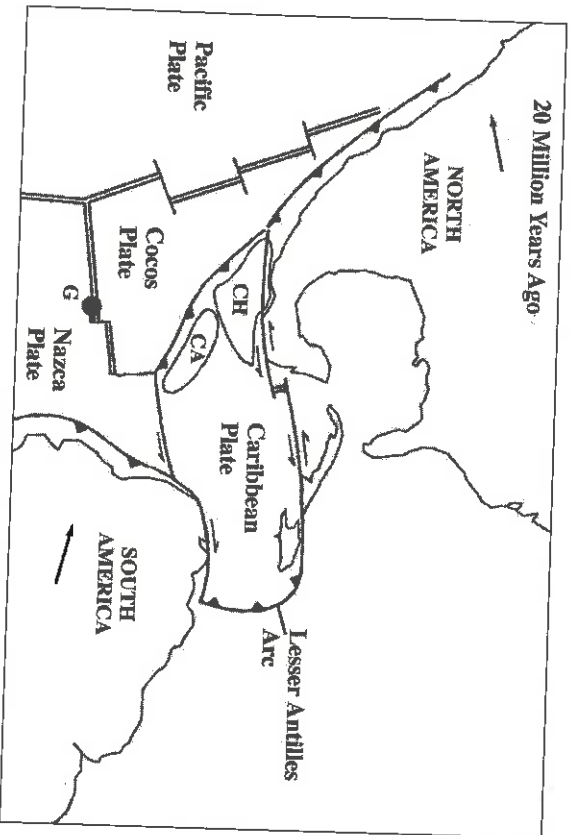 20 Million Years Ago
NORTH
AMERICA
Pacific
Plate
Cocos
Plate
G
Nazca
Plate
CH
CA
Caribbean
Plate
Lesser Antilles
Arc
SOUTH
AMERICA